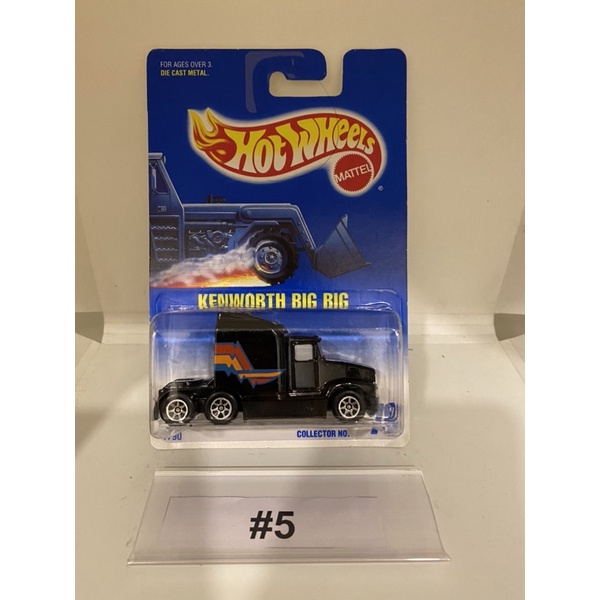 FOR AGES OVER 3.
DIE CAST METAL.
HOT WHEELS
MATTEL
®
KENWORTH BIG RIG
COLLECTOR NO.
#5